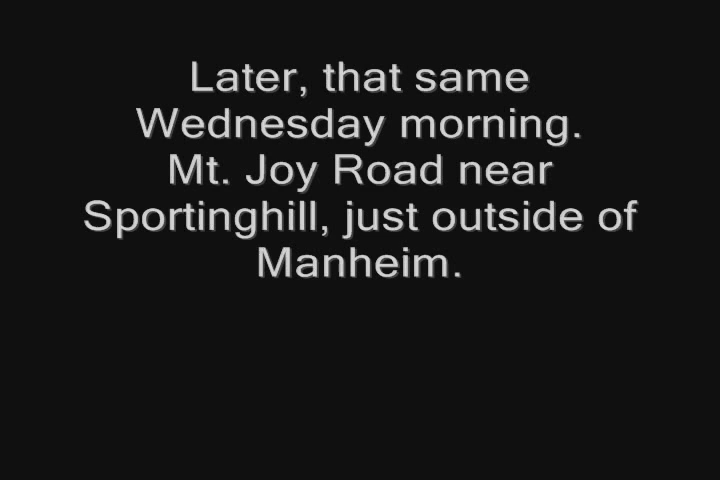 Later, that same
Wednesday morning.
Mt. Joy Road near
Sportinghill, just outside of
Manheim.